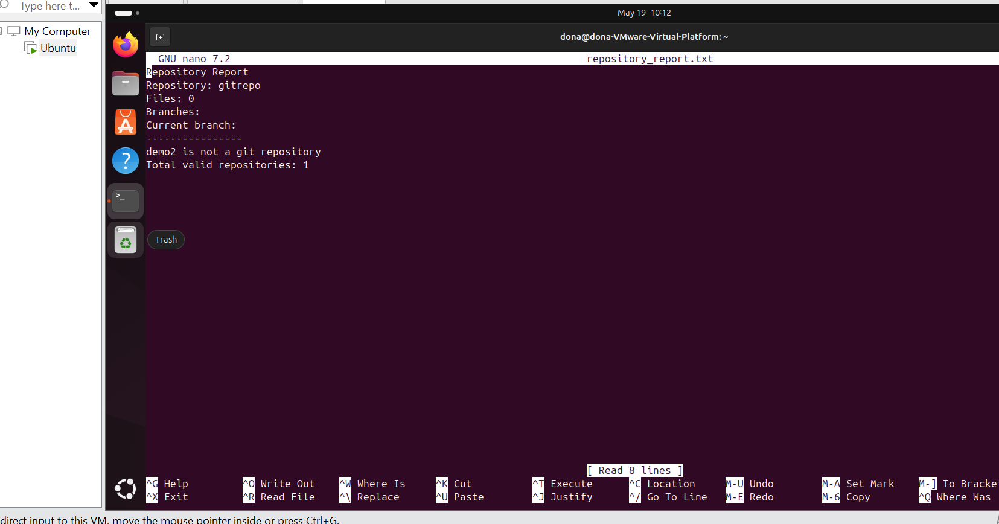 Type here t...
My Computer
Ubuntu
May 19 10:12
dona@dona-VMware-Virtual-Platform: ~
GNU nano 7.2 repository_report.txt
Repository Report
Repository: gitrepo
Files: 0
Branches:
Current branch:
----------------
demo2 is not a git repository
Total valid repositories: 1
Trash
[ Read 8 lines ]
^G Help ^O Write Out ^W Where Is ^K Cut ^T Execute ^C Location M-U Undo M-A Set Mark M-] To Bracket
^X Exit ^R Read File ^\ Replace ^U Paste ^J Justify ^/ Go To Line M-E Redo M-6 Copy ^Q Where Was
direct input to this VM, move the mouse pointer inside or press Ctrl+G.